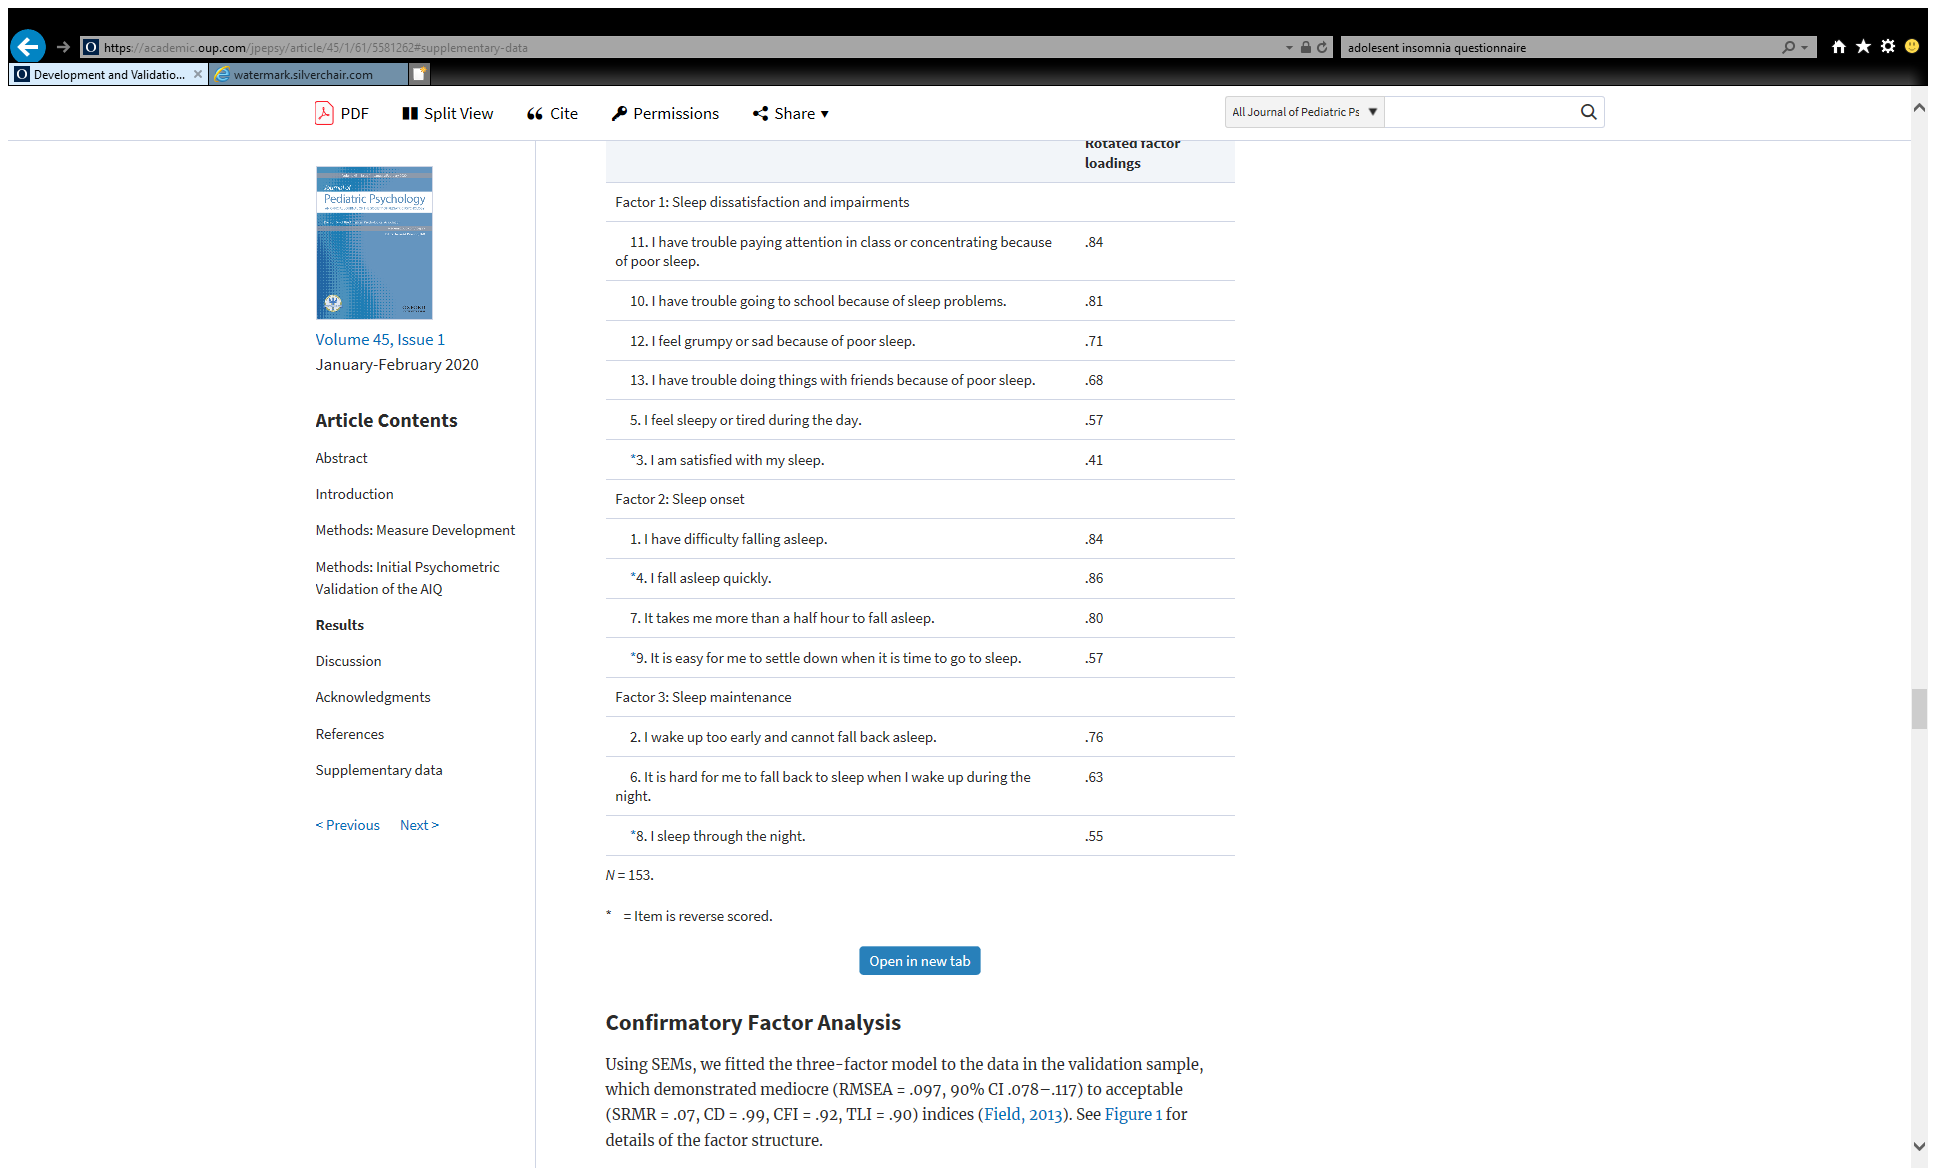 https://academic.oup.com/jpepsy/article/45/1/61/5581262#supplementary-data
adolesent insomnia questionnaire
Development and Validatio...
watermark.silverchair.com
PDF
Split View
Cite
Permissions
Share
All Journal of Pediatric Ps
Journal of
Pediatric Psychology
OXFORD
Volume 45, Issue 1
January-February 2020
Article Contents
Abstract
Introduction
Methods: Measure Development
Methods: Initial Psychometric
Validation of the AIQ
Results
Discussion
Acknowledgments
References
Supplementary data
< Previous
Next >
Rotated factor
loadings
Factor 1: Sleep dissatisfaction and impairments
11. I have trouble paying attention in class or concentrating because .84
of poor sleep.
10. I have trouble going to school because of sleep problems. .81
12. I feel grumpy or sad because of poor sleep. .71
13. I have trouble doing things with friends because of poor sleep. .68
5. I feel sleepy or tired during the day. .57
*3. I am satisfied with my sleep. .41
Factor 2: Sleep onset
1. I have difficulty falling asleep. .84
*4. I fall asleep quickly. .86
7. It takes me more than a half hour to fall asleep. .80
*9. It is easy for me to settle down when it is time to go to sleep. .57
Factor 3: Sleep maintenance
2. I wake up too early and cannot fall back asleep. .76
6. It is hard for me to fall back to sleep when I wake up during the .63
night.
*8. I sleep through the night. .55
N = 153.
* = Item is reverse scored.
Open in new tab
Confirmatory Factor Analysis
Using SEMs, we fitted the three-factor model to the data in the validation sample,
which demonstrated mediocre (RMSEA = .097, 90% CI .078–.117) to acceptable
(SRMR = .07, CD = .99, CFI = .92, TLI = .90) indices (Field, 2013). See Figure 1 for
details of the factor structure.